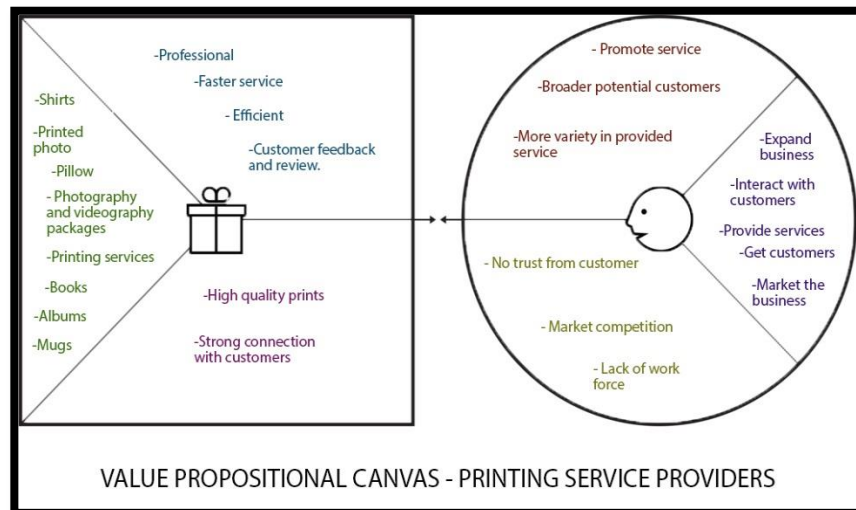 -Professional
-Faster service
- Efficient
-Customer feedback
and review.
-Shirts
-Printed
photo
-Pillow
- Photography
and videography
packages
-Printing services
-Books
-Albums
-Mugs
-High quality prints
-Strong connection
with customers
- Promote service
-Broader potential customers
-More variety in provided
service
-Expand
business
-Interact with
customers
-Provide services
-Get customers
-Market the
business
- No trust from customer
- Market competition
- Lack of work
force
VALUE PROPOSITIONAL CANVAS - PRINTING SERVICE PROVIDERS